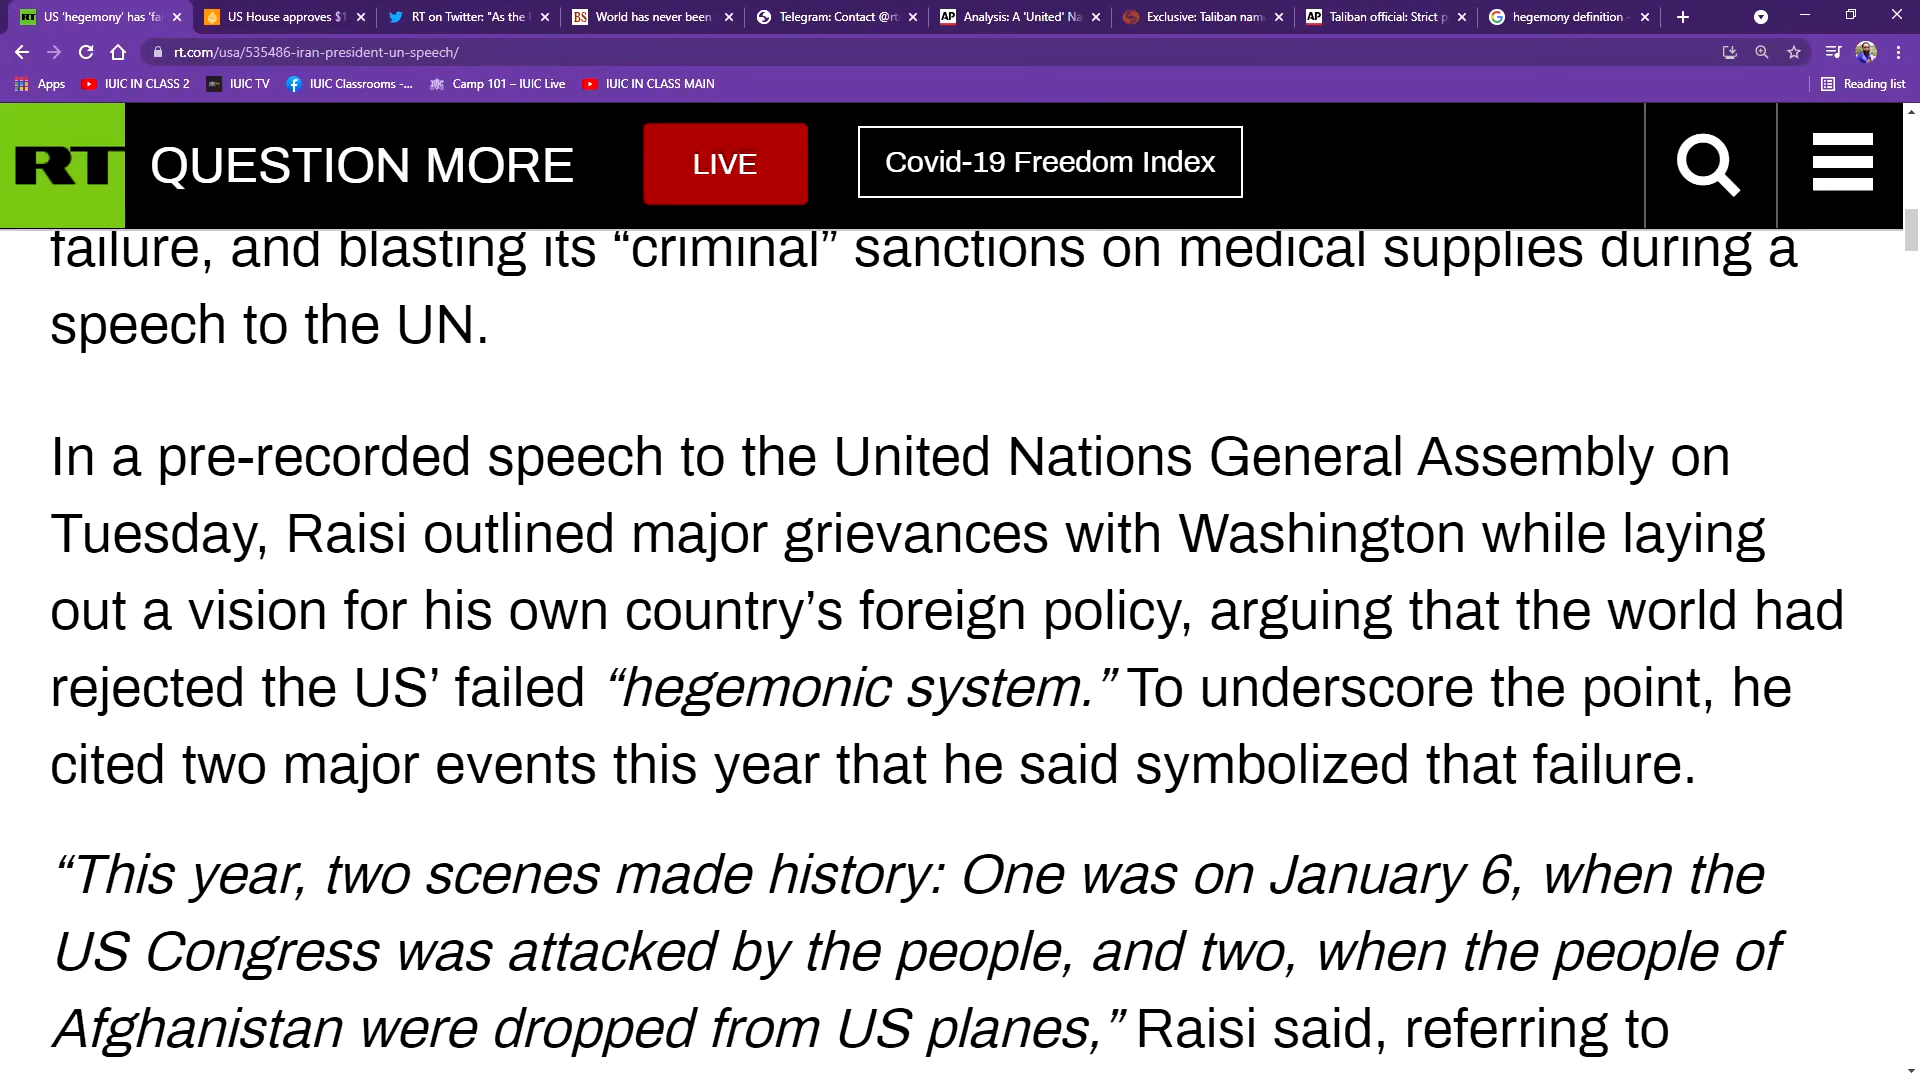 US 'hegemony' has 'fai
US House approves $1
RT on Twitter: "As the
World has never been
Telegram: Contact @rt
Analysis: A 'United' Na
Exclusive: Taliban nam
Taliban official: Strict p
hegemony definition -
rt.com/usa/535486-iran-president-un-speech/
Apps
IUIC IN CLASS 2
IUIC TV
IUIC Classrooms -...
Camp 101 – IUIC Live
IUIC IN CLASS MAIN
Reading list
RT
QUESTION MORE
LIVE
Covid-19 Freedom Index
failure, and blasting its “criminal” sanctions on medical supplies during a
speech to the UN.
In a pre-recorded speech to the United Nations General Assembly on
Tuesday, Raisi outlined major grievances with Washington while laying
out a vision for his own country’s foreign policy, arguing that the world had
rejected the US’ failed “hegemonic system.” To underscore the point, he
cited two major events this year that he said symbolized that failure.
“This year, two scenes made history: One was on January 6, when the
US Congress was attacked by the people, and two, when the people of
Afghanistan were dropped from US planes,” Raisi said, referring to